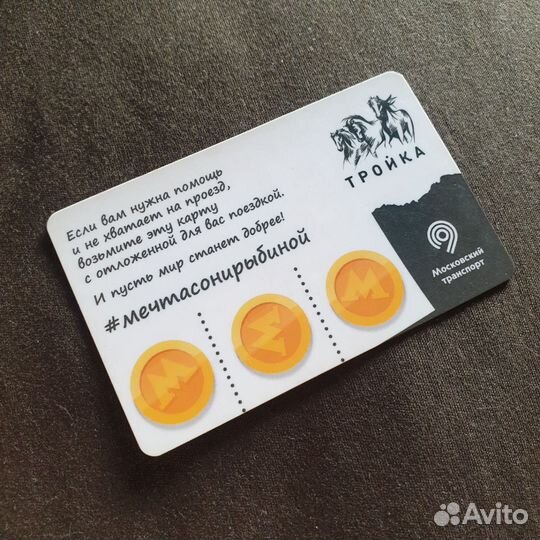 Если вам нужна помощь
и не хватает на проезд,
возьмите эту карту
с отложенной для вас поездкой.
И пусть мир станет добрее!
#мечтасонирыбиной
ТРОЙКА
Московский
транспорт
М
М
М
Avito